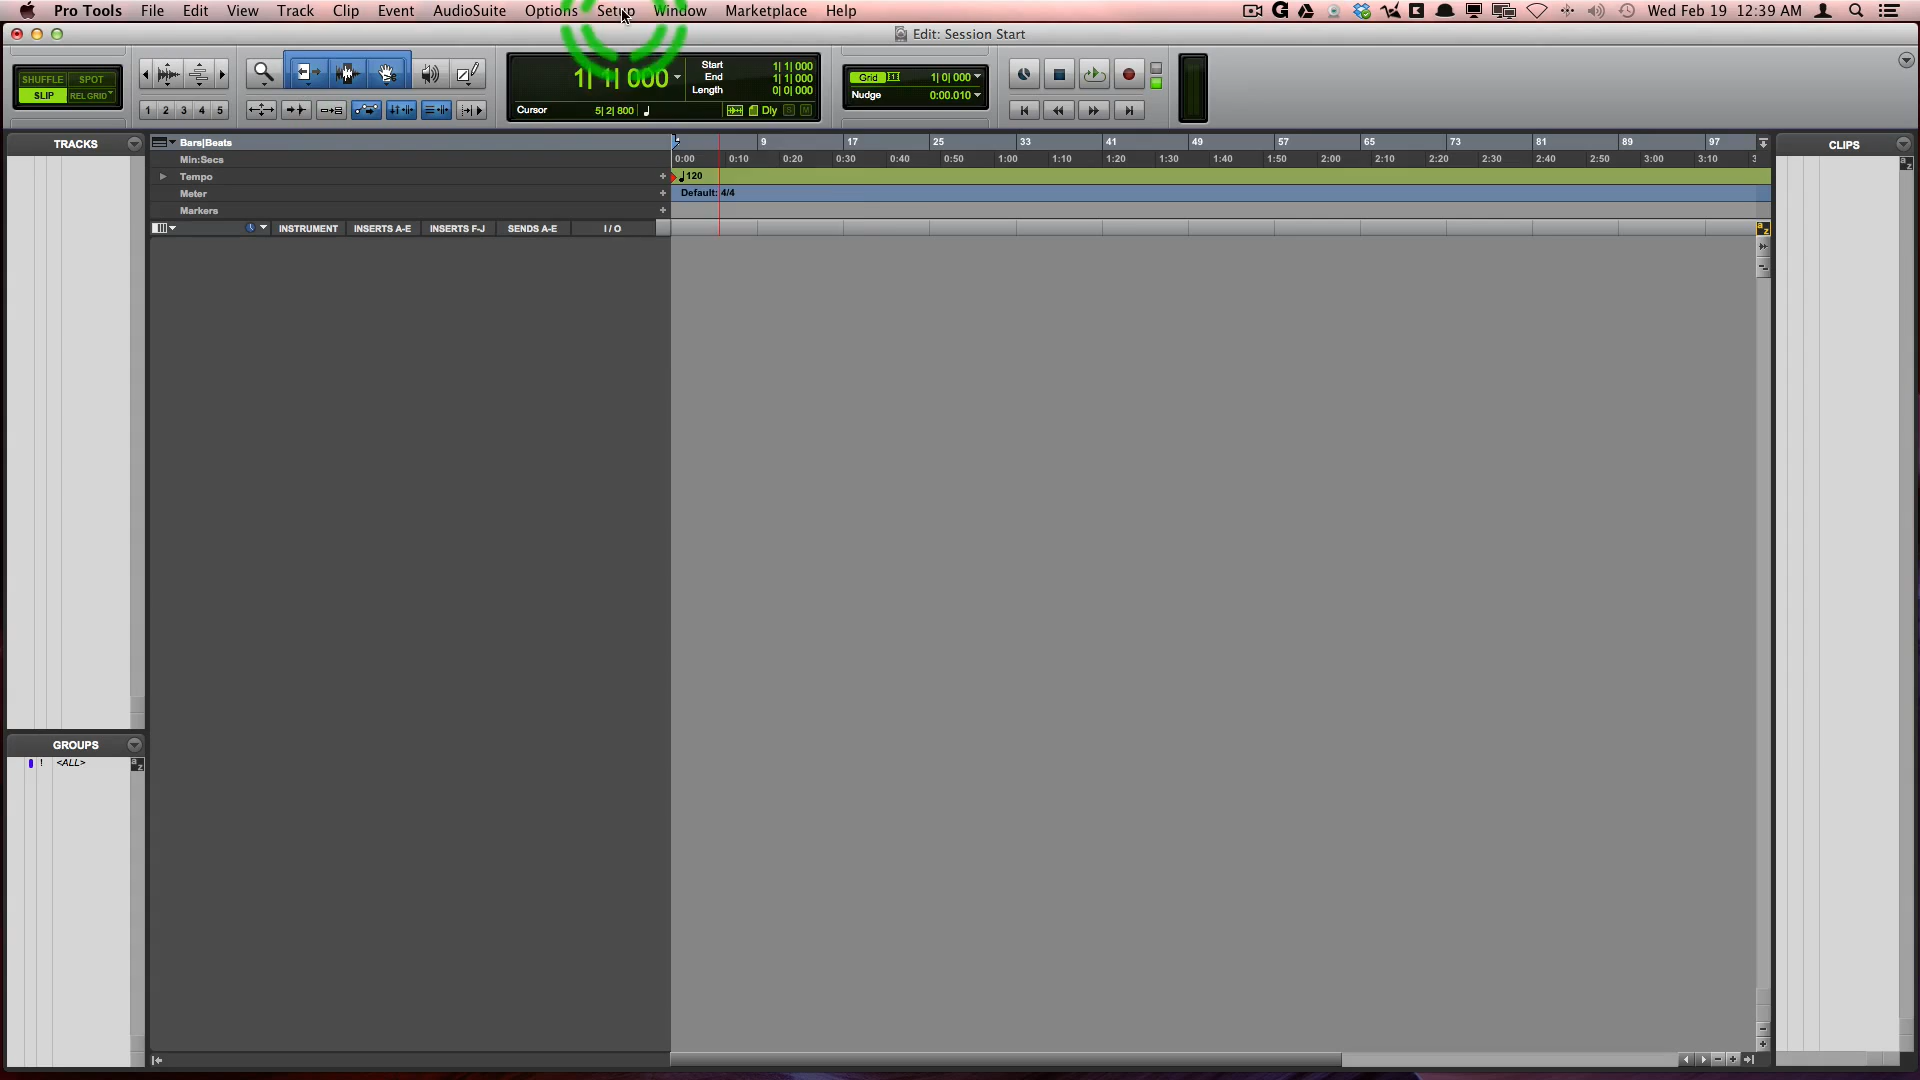 Pro Tools File Edit View Track Clip Event AudioSuite Options Setup Window Marketplace Help Wed Feb 19 12:39 AM
Edit: Session Start
SHUFFLE SPOT
SLIP REL GRID
1 2 3 4 5
1| 1| 000
Start 1| 1| 000
End 1| 1| 000
Length 0| 0| 000
Cursor 5| 2| 800 Dly S M
Grid 1| 0| 000
Nudge 0:00.010
TRACKS
Bars|Beats 9 17 25 33 41 49 57 65 73 81 89 97
Min:Secs 0:00 0:10 0:20 0:30 0:40 0:50 1:00 1:10 1:20 1:30 1:40 1:50 2:00 2:10 2:20 2:30 2:40 2:50 3:00 3:10 3
Tempo + 120
Meter + Default: 4/4
Markers +
INSTRUMENT INSERTS A-E INSERTS F-J SENDS A-E I / O
CLIPS
a z
a z
GROUPS
! <ALL>
a z